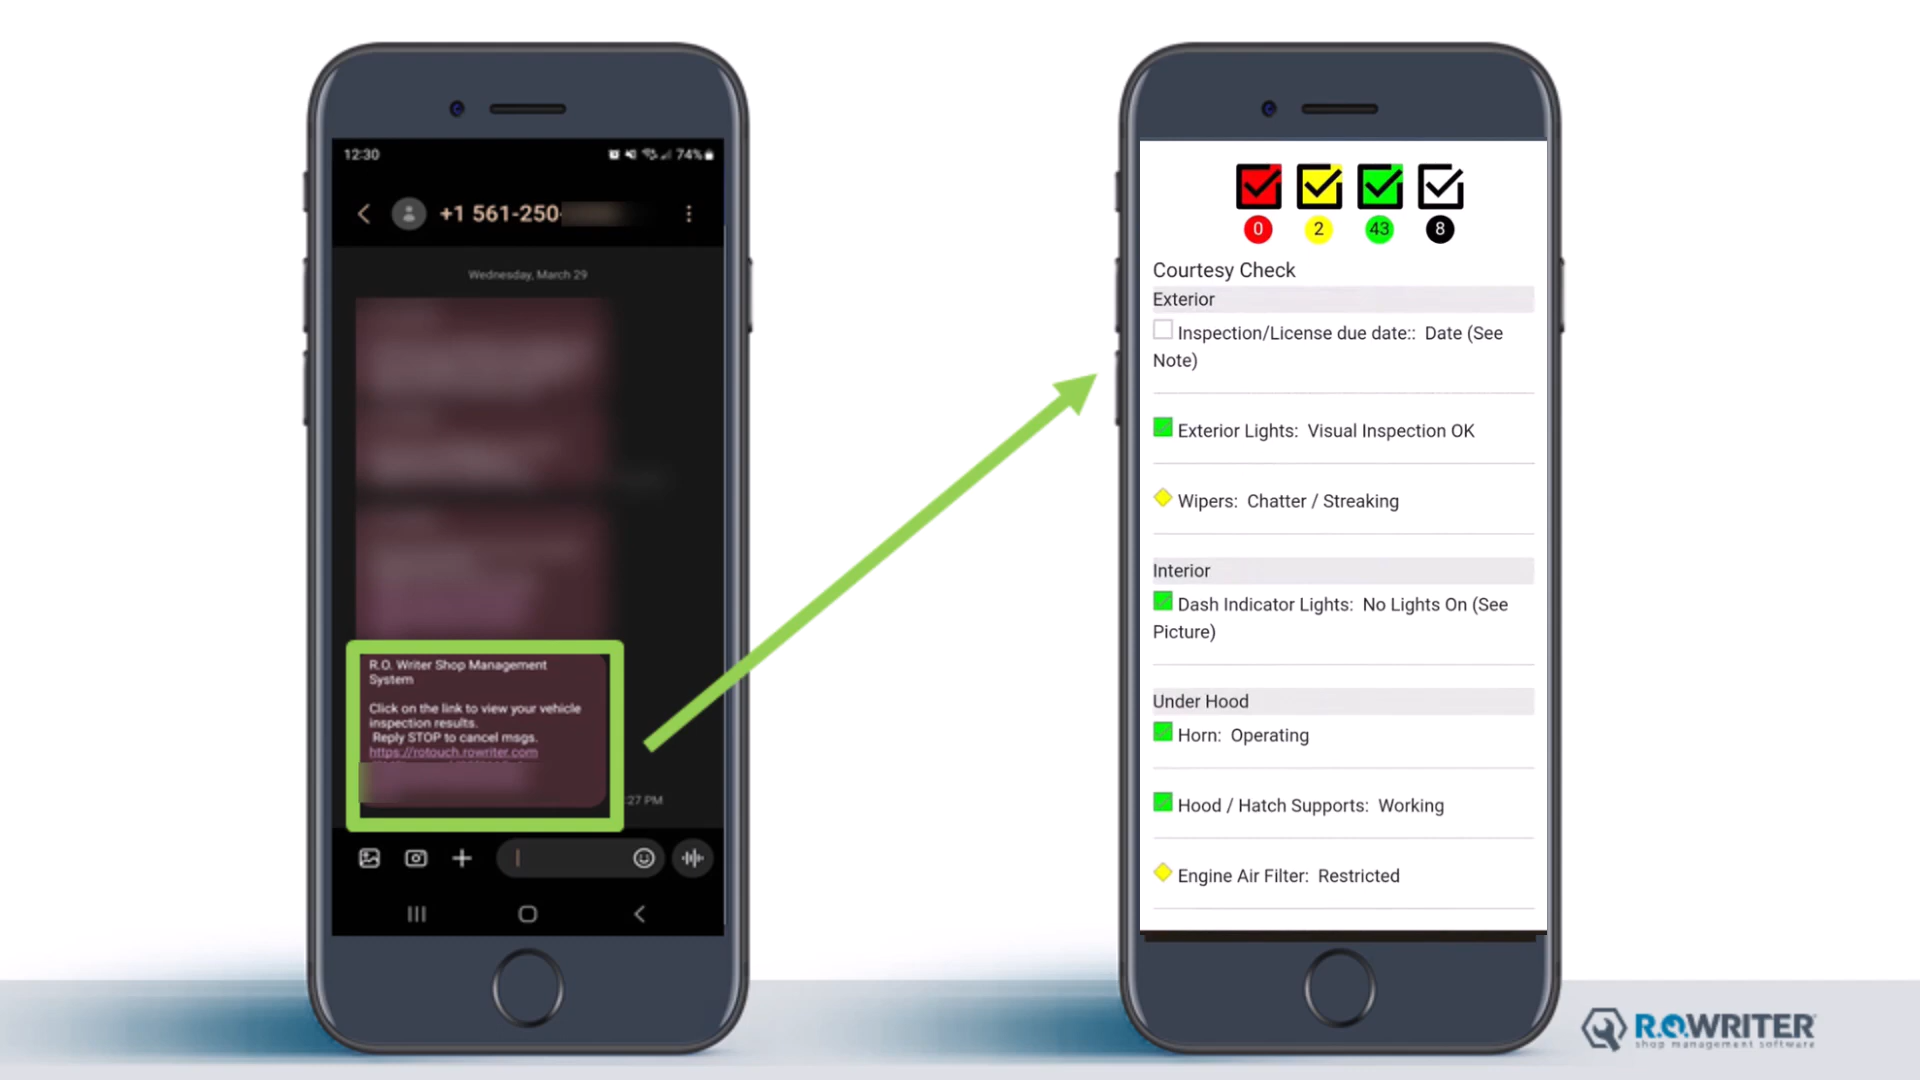 12:30
74%
+1 561-250-
Wednesday, March 29
R.O. Writer Shop Management
System
Click on the link to view your vehicle
inspection results.
Reply STOP to cancel msgs.
https://rotouch.rowriter.com
:27 PM
0 2 43 8
Courtesy Check
Exterior
Inspection/License due date:: Date (See
Note)
Exterior Lights: Visual Inspection OK
Wipers: Chatter / Streaking
Interior
Dash Indicator Lights: No Lights On (See
Picture)
Under Hood
Horn: Operating
Hood / Hatch Supports: Working
Engine Air Filter: Restricted
R.O.WRITER
shop management software